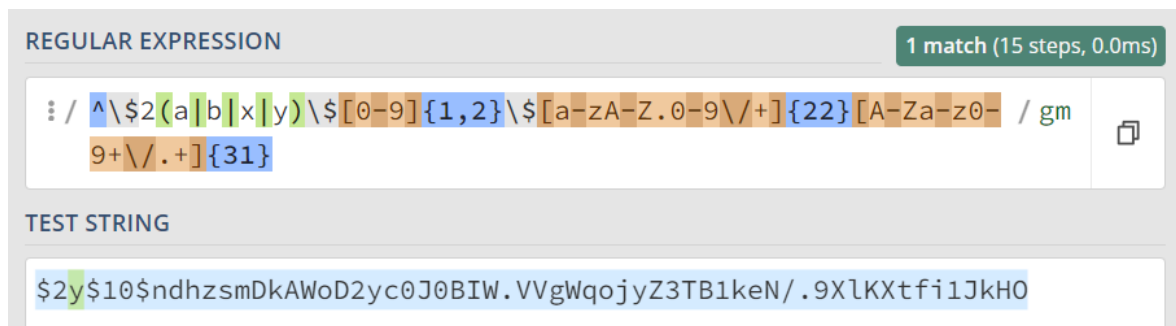 REGULAR EXPRESSION
1 match (15 steps, 0.0ms)
/ ^\$2(a|b|x|y)\$[0-9]{1,2}\$[a-zA-Z.0-9\/+]{22}[A-Za-z0- / gm
9+\/.+]{31}
TEST STRING
$2y$10$ndhzsmDkAWoD2yc0J0BIW.VVgWqojyZ3TB1keN/.9XlKXtfi1JkHO